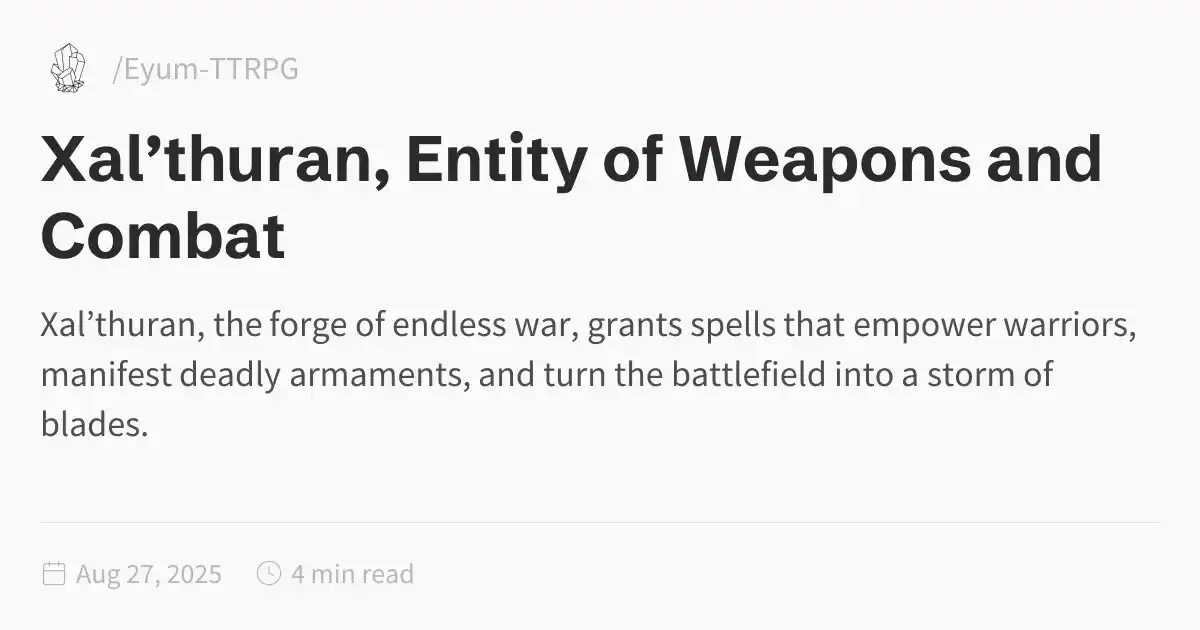 /Eyum-TTRPG
Xal’thuran, Entity of Weapons and
Combat
Xal’thuran, the forge of endless war, grants spells that empower warriors,
manifest deadly armaments, and turn the battlefield into a storm of
blades.
Aug 27, 2025 4 min read